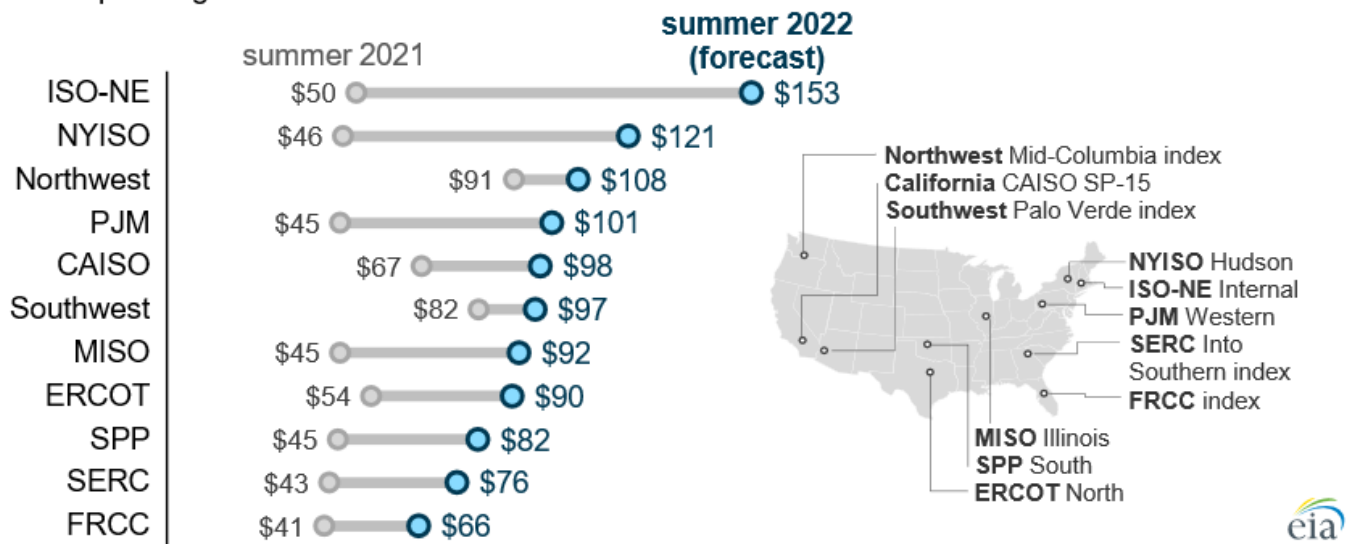 summer 2021
summer 2022
(forecast)
ISO-NE $50 $153
NYISO $46 $121
Northwest $91 $108
PJM $45 $101
CAISO $67 $98
Southwest $82 $97
MISO $45 $92
ERCOT $54 $90
SPP $45 $82
SERC $43 $76
FRCC $41 $66
Northwest Mid-Columbia index
California CAISO SP-15
Southwest Palo Verde index
NYISO Hudson
ISO-NE Internal
PJM Western
SERC Into
Southern index
FRCC index
MISO Illinois
SPP South
ERCOT North
eia